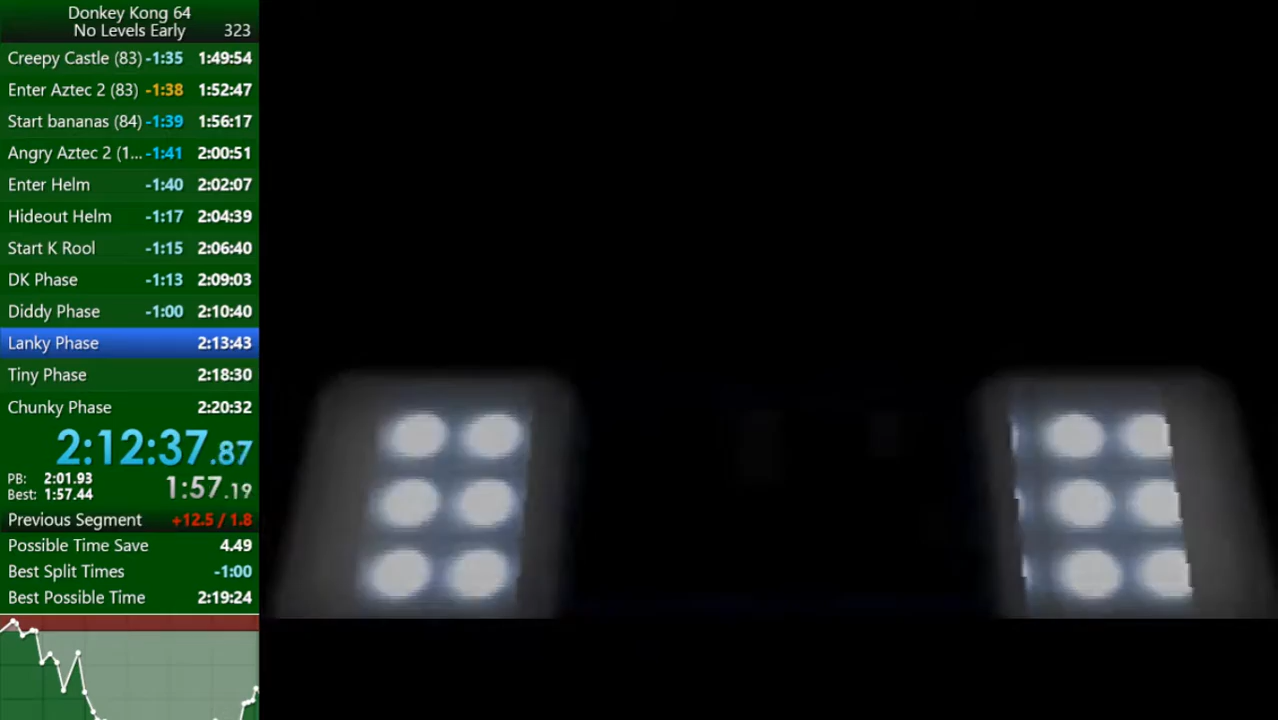 Donkey Kong 64
No Levels Early 323
Creepy Castle (83) -1:35 1:49:54
Enter Aztec 2 (83) -1:38 1:52:47
Start bananas (84) -1:39 1:56:17
Angry Aztec 2 (1... -1:41 2:00:51
Enter Helm -1:40 2:02:07
Hideout Helm -1:17 2:04:39
Start K Rool -1:15 2:06:40
DK Phase -1:13 2:09:03
Diddy Phase -1:00 2:10:40
Lanky Phase 2:13:43
Tiny Phase 2:18:30
Chunky Phase 2:20:32
2:12:37.87
PB: 2:01.93
Best: 1:57.44 1:57.19
Previous Segment +12.5 / 1.8
Possible Time Save 4.49
Best Split Times -1:00
Best Possible Time 2:19:24